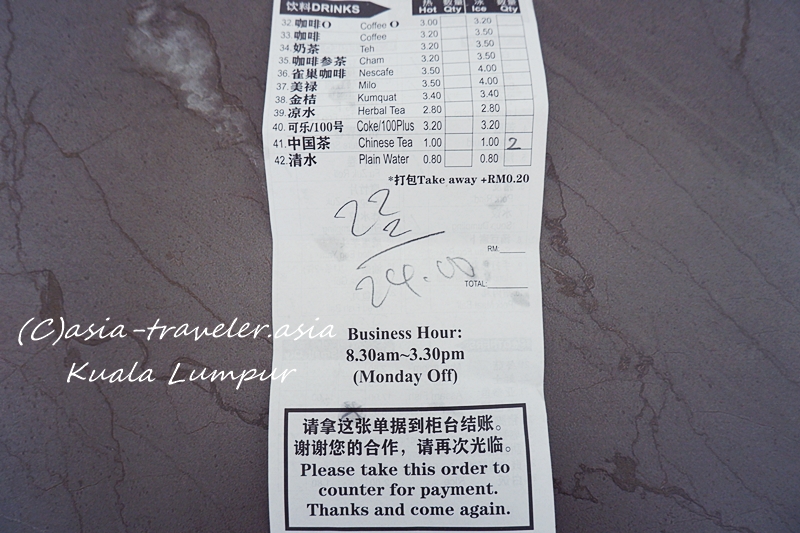 饮料DRINKS 热 Hot 数量 Qty 冰 Ice 数量 Qty
32.咖啡O Coffee O 3.00 3.20
33.咖啡 Coffee 3.20 3.50
34.奶茶 Teh 3.20 3.50
35.咖啡参茶 Cham 3.20 3.50
36.雀巢咖啡 Nescafe 3.50 4.00
37.美禄 Milo 3.50 4.00
38.金桔 Kumquat 3.40 3.40
39.凉水 Herbal Tea 2.80 2.80
40.可乐/100号 Coke/100Plus 3.20 3.20
41.中国茶 Chinese Tea 1.00 1.00 2
42.清水 Plain Water 0.80 0.80
*打包Take away +RM0.20
22
2
RM:
24.00
TOTAL:
(C)asia-traveler.asia
Kuala Lumpur
Business Hour:
8.30am~3.30pm
(Monday Off)
请拿这张单据到柜台结账。
谢谢您的合作，请再次光临。
Please take this order to
counter for payment.
Thanks and come again.